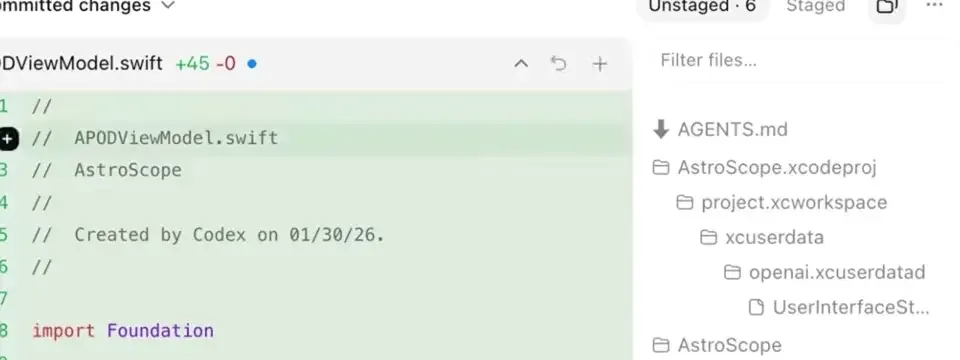 mmitted changes
Unstaged · 6 Staged
DViewModel.swift +45 -0
Filter files...
1 //
// APODViewModel.swift
3 // AstroScope
4 //
5 // Created by Codex on 01/30/26.
6 //
7
8 import Foundation
AGENTS.md
AstroScope.xcodeproj
project.xcworkspace
xcuserdata
openai.xcuserdatad
UserInterfaceSt...
AstroScope